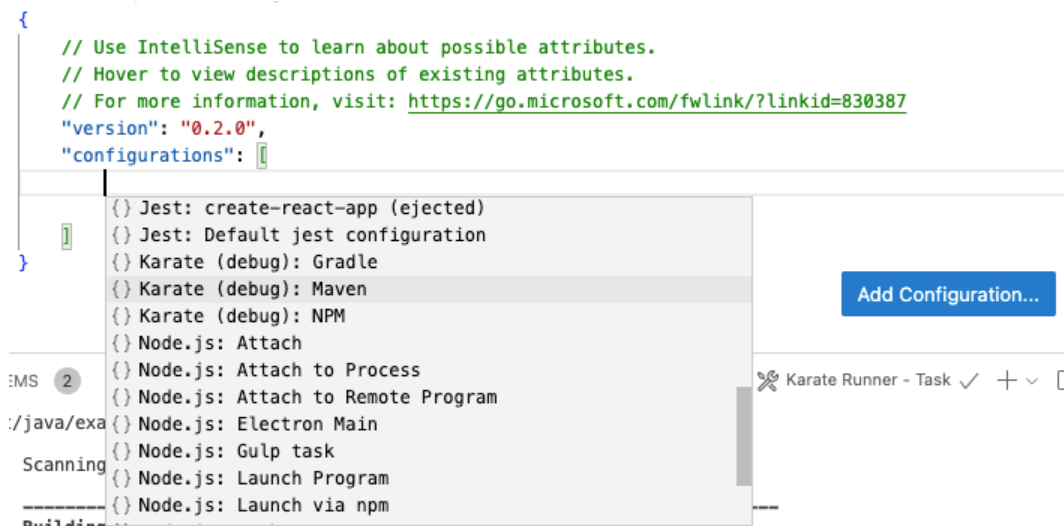 {
// Use IntelliSense to learn about possible attributes.
// Hover to view descriptions of existing attributes.
// For more information, visit: https://go.microsoft.com/fwlink/?linkid=830387
"version": "0.2.0",
"configurations": [
{} Jest: create-react-app (ejected)
] {} Jest: Default jest configuration
} {} Karate (debug): Gradle
{} Karate (debug): Maven
Add Configuration...
{} Karate (debug): NPM
{} Node.js: Attach
{} Node.js: Attach to Process
EMS 2
Karate Runner - Task
{} Node.js: Attach to Remote Program
:/java/exa
{} Node.js: Electron Main
{} Node.js: Gulp task
Scanning
{} Node.js: Launch Program
{} Node.js: Launch via npm